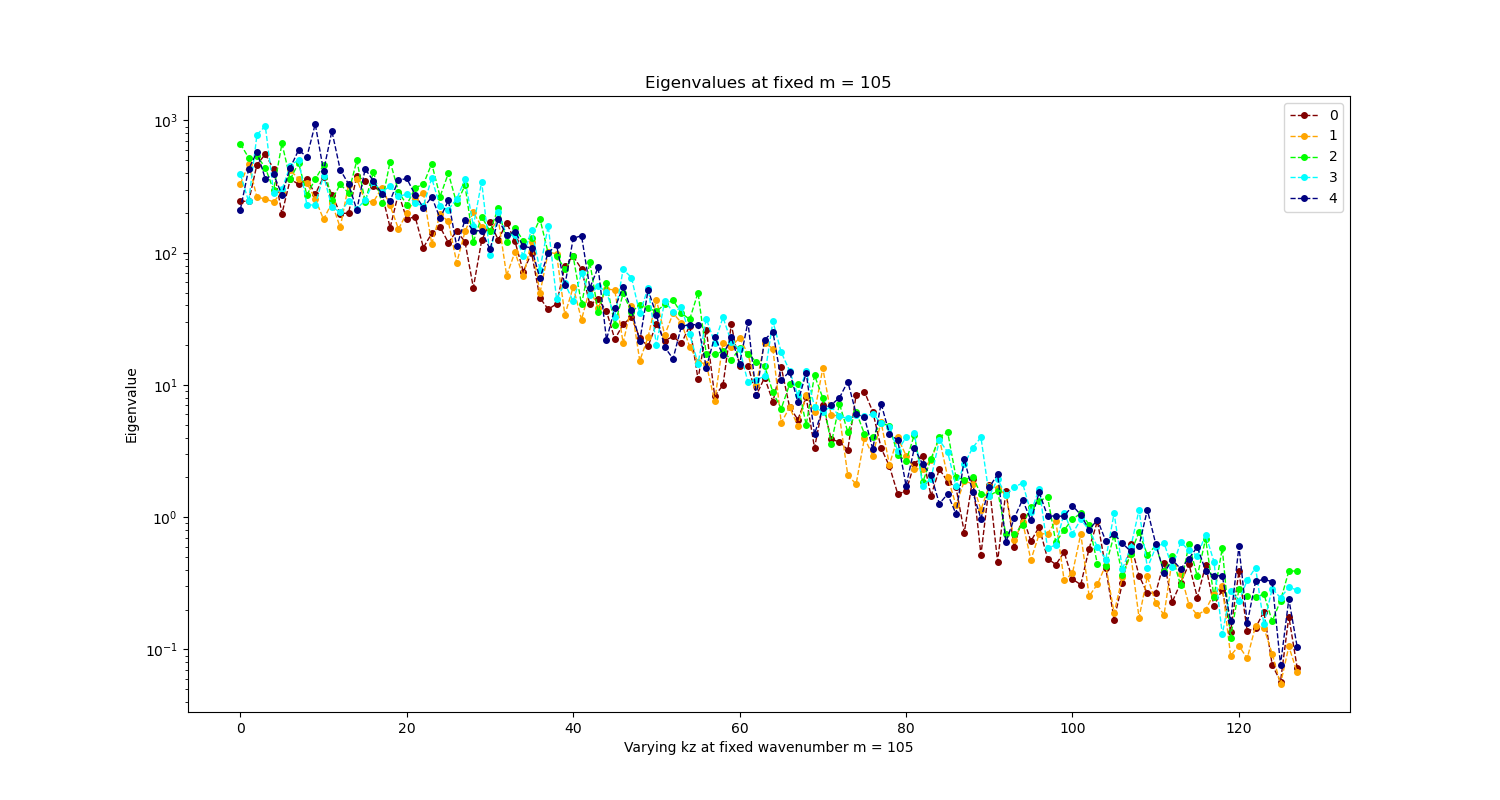 Eigenvalues at fixed m = 105
10³
10²
10¹
10⁰
10⁻¹
Eigenvalue
0
1
2
3
4
0 20 40 60 80 100 120
Varying kz at fixed wavenumber m = 105